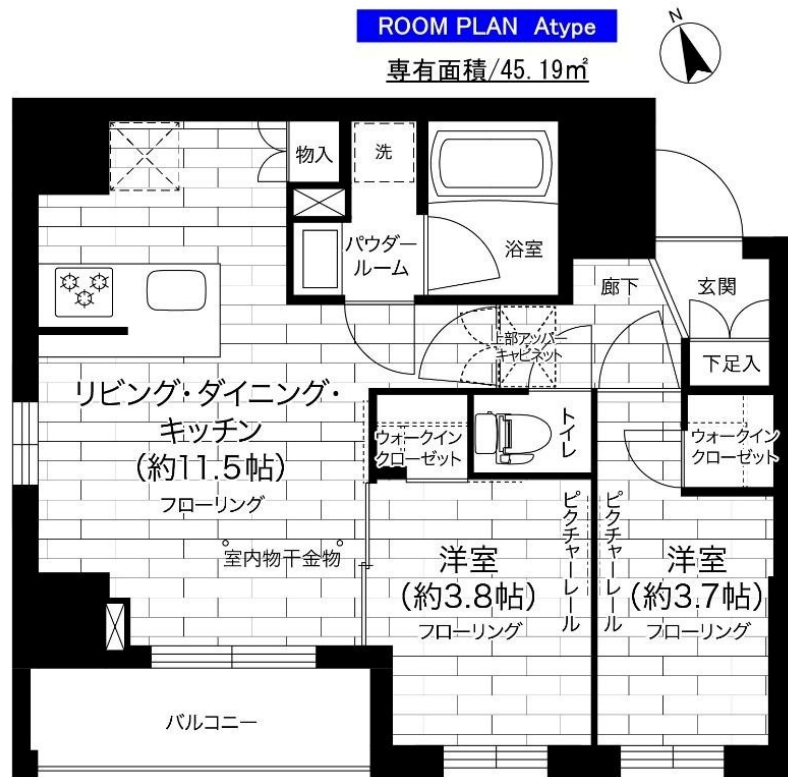 ROOM PLAN Atype
N
専有面積/45.19㎡
物入
洗
パウダー
ルーム
浴室
廊下
玄関
上部アッパー
キャビネット
下足入
リビング・ダイニング・
キッチン
(約11.5帖)
フローリング
ウォークイン
クローゼット
トイレ
ウォークイン
クローゼット
室内物干金物
洋室
(約3.8帖)
フローリング
ピクチャーレール
ピクチャーレール
洋室
(約3.7帖)
フローリング
バルコニー